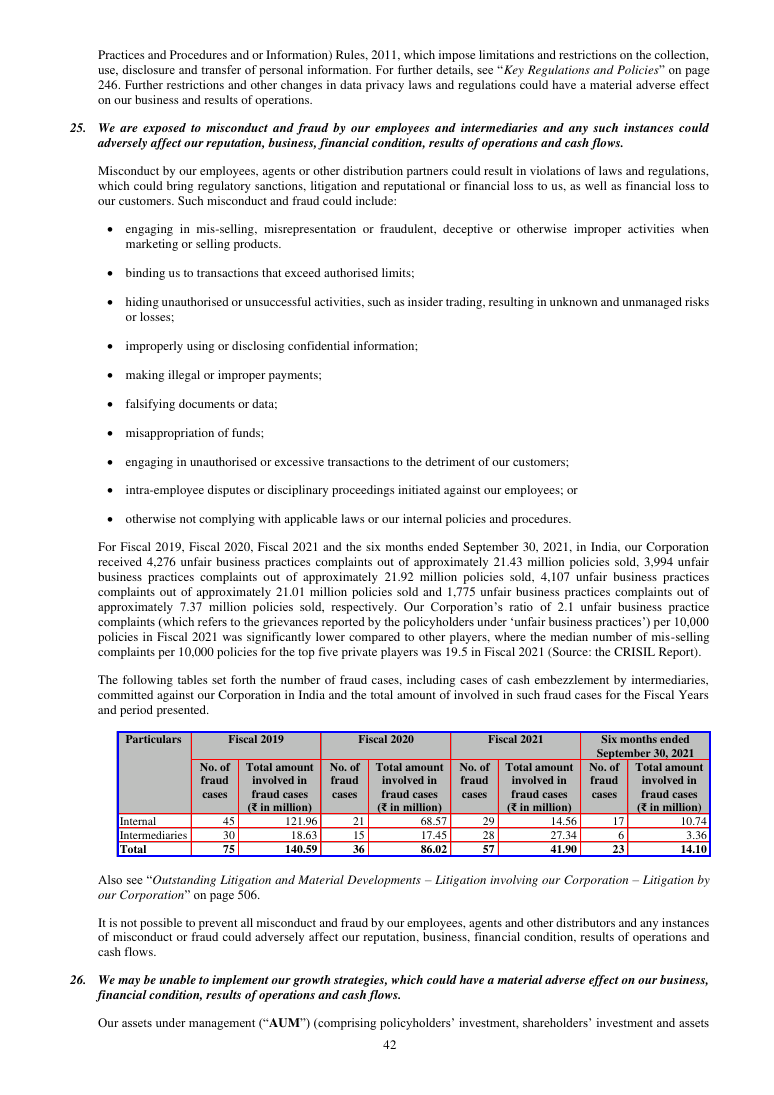 Practices and Procedures and or Information) Rules, 2011, which impose limitations and restrictions on the collection,
use, disclosure and transfer of personal information. For further details, see “Key Regulations and Policies” on page
246. Further restrictions and other changes in data privacy laws and regulations could have a material adverse effect
on our business and results of operations.
25. We are exposed to misconduct and fraud by our employees and intermediaries and any such instances could
adversely affect our reputation, business, financial condition, results of operations and cash flows.
Misconduct by our employees, agents or other distribution partners could result in violations of laws and regulations,
which could bring regulatory sanctions, litigation and reputational or financial loss to us, as well as financial loss to
our customers. Such misconduct and fraud could include:
• engaging in mis-selling, misrepresentation or fraudulent, deceptive or otherwise improper activities when
marketing or selling products.
• binding us to transactions that exceed authorised limits;
• hiding unauthorised or unsuccessful activities, such as insider trading, resulting in unknown and unmanaged risks
or losses;
• improperly using or disclosing confidential information;
• making illegal or improper payments;
• falsifying documents or data;
• misappropriation of funds;
• engaging in unauthorised or excessive transactions to the detriment of our customers;
• intra-employee disputes or disciplinary proceedings initiated against our employees; or
• otherwise not complying with applicable laws or our internal policies and procedures.
For Fiscal 2019, Fiscal 2020, Fiscal 2021 and the six months ended September 30, 2021, in India, our Corporation
received 4,276 unfair business practices complaints out of approximately 21.43 million policies sold, 3,994 unfair
business practices complaints out of approximately 21.92 million policies sold, 4,107 unfair business practices
complaints out of approximately 21.01 million policies sold and 1,775 unfair business practices complaints out of
approximately 7.37 million policies sold, respectively. Our Corporation’s ratio of 2.1 unfair business practice
complaints (which refers to the grievances reported by the policyholders under ‘unfair business practices’) per 10,000
policies in Fiscal 2021 was significantly lower compared to other players, where the median number of mis-selling
complaints per 10,000 policies for the top five private players was 19.5 in Fiscal 2021 (Source: the CRISIL Report).
The following tables set forth the number of fraud cases, including cases of cash embezzlement by intermediaries,
committed against our Corporation in India and the total amount of involved in such fraud cases for the Fiscal Years
and period presented.
Particulars Fiscal 2019 Fiscal 2020 Fiscal 2021 Six months ended
September 30, 2021
No. of Total amount No. of Total amount No. of Total amount No. of Total amount
fraud involved in fraud involved in fraud involved in fraud involved in
cases fraud cases cases fraud cases cases fraud cases cases fraud cases
(₹ in million) (₹ in million) (₹ in million) (₹ in million)
Internal 45 121.96 21 68.57 29 14.56 17 10.74
Intermediaries 30 18.63 15 17.45 28 27.34 6 3.36
Total 75 140.59 36 86.02 57 41.90 23 14.10
Also see “Outstanding Litigation and Material Developments – Litigation involving our Corporation – Litigation by
our Corporation” on page 506.
It is not possible to prevent all misconduct and fraud by our employees, agents and other distributors and any instances
of misconduct or fraud could adversely affect our reputation, business, financial condition, results of operations and
cash flows.
26. We may be unable to implement our growth strategies, which could have a material adverse effect on our business,
financial condition, results of operations and cash flows.
Our assets under management (“AUM”) (comprising policyholders’ investment, shareholders’ investment and assets
42